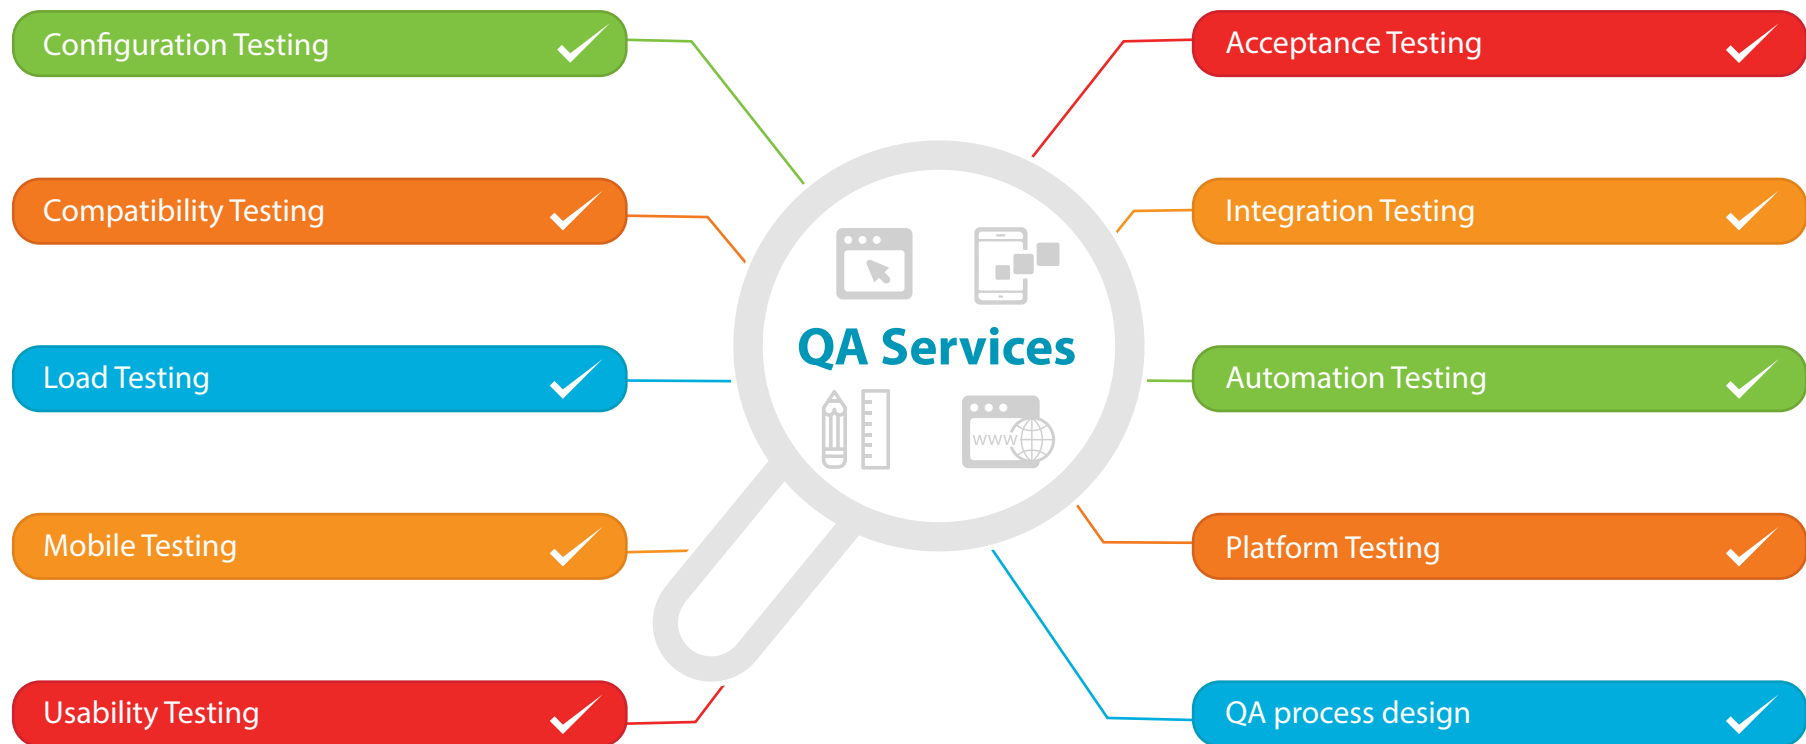 Configuration Testing
Acceptance Testing
Compatibility Testing
Integration Testing
QA Services
Load Testing
Automation Testing
www
Mobile Testing
Platform Testing
Usability Testing
QA process design